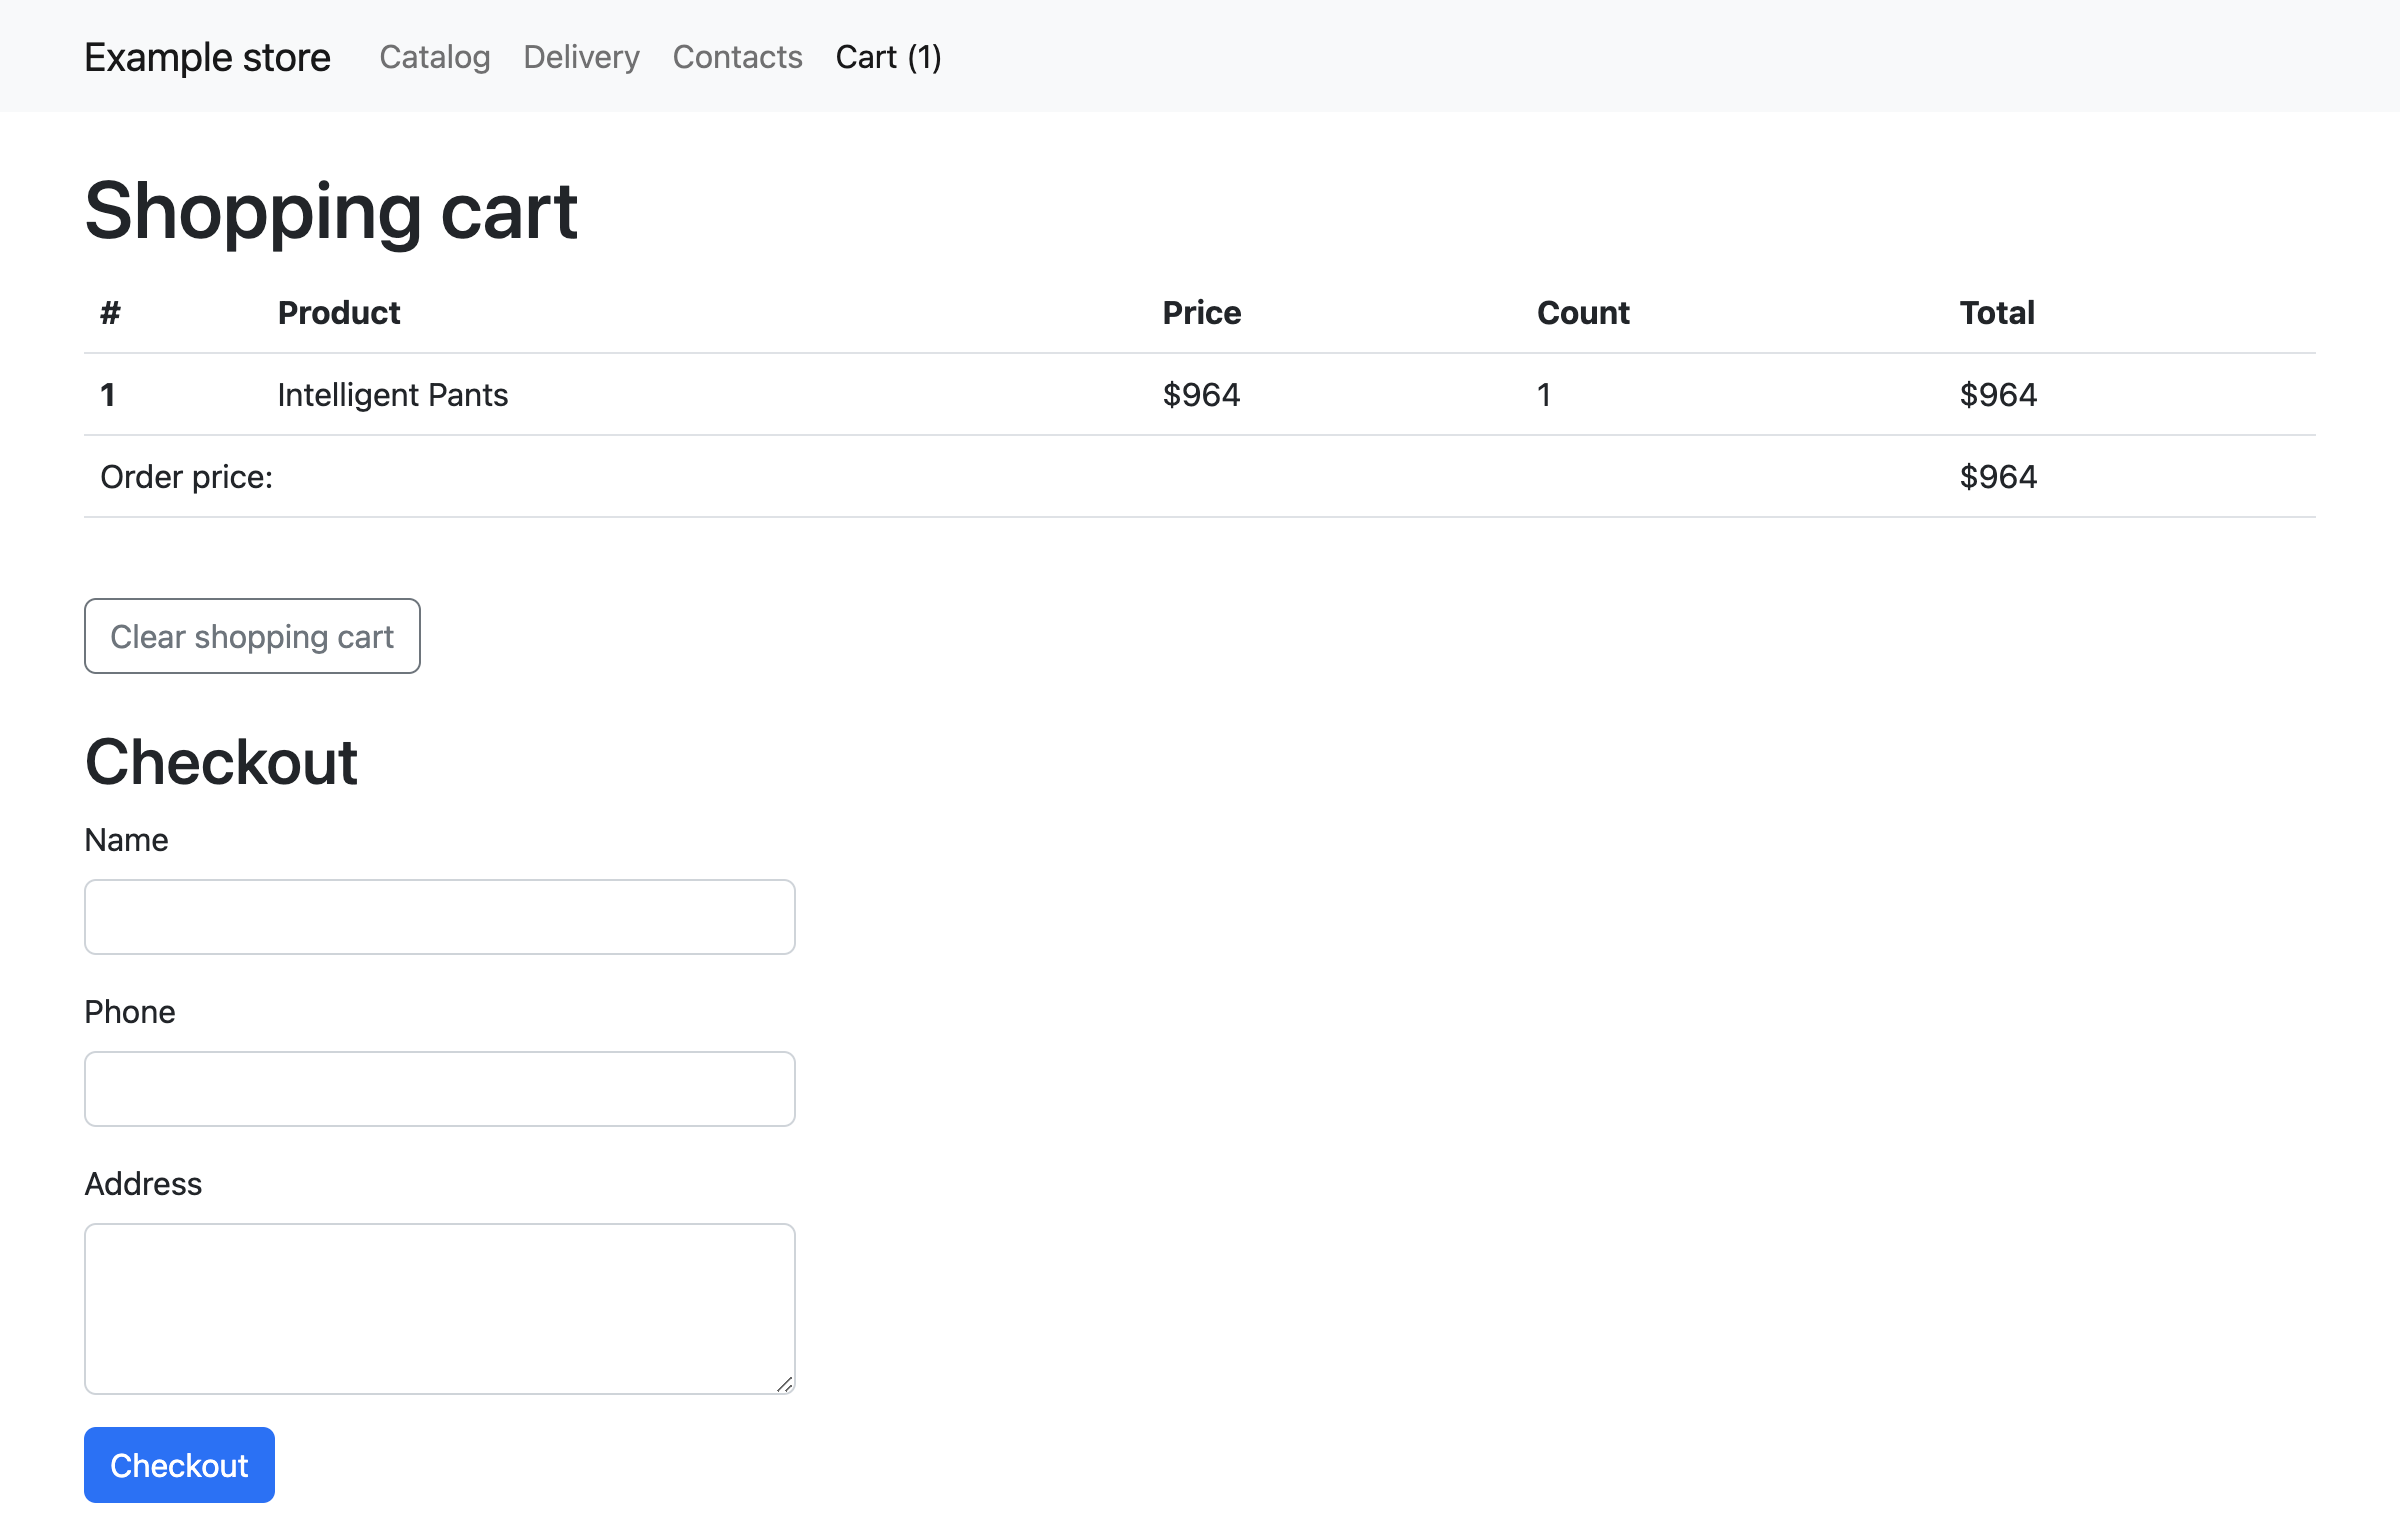 Example store Catalog Delivery Contacts Cart (1)
Shopping cart
# Product Price Count Total
1 Intelligent Pants $964 1 $964
Order price: $964
Clear shopping cart
Checkout
Name
Phone
Address
Checkout